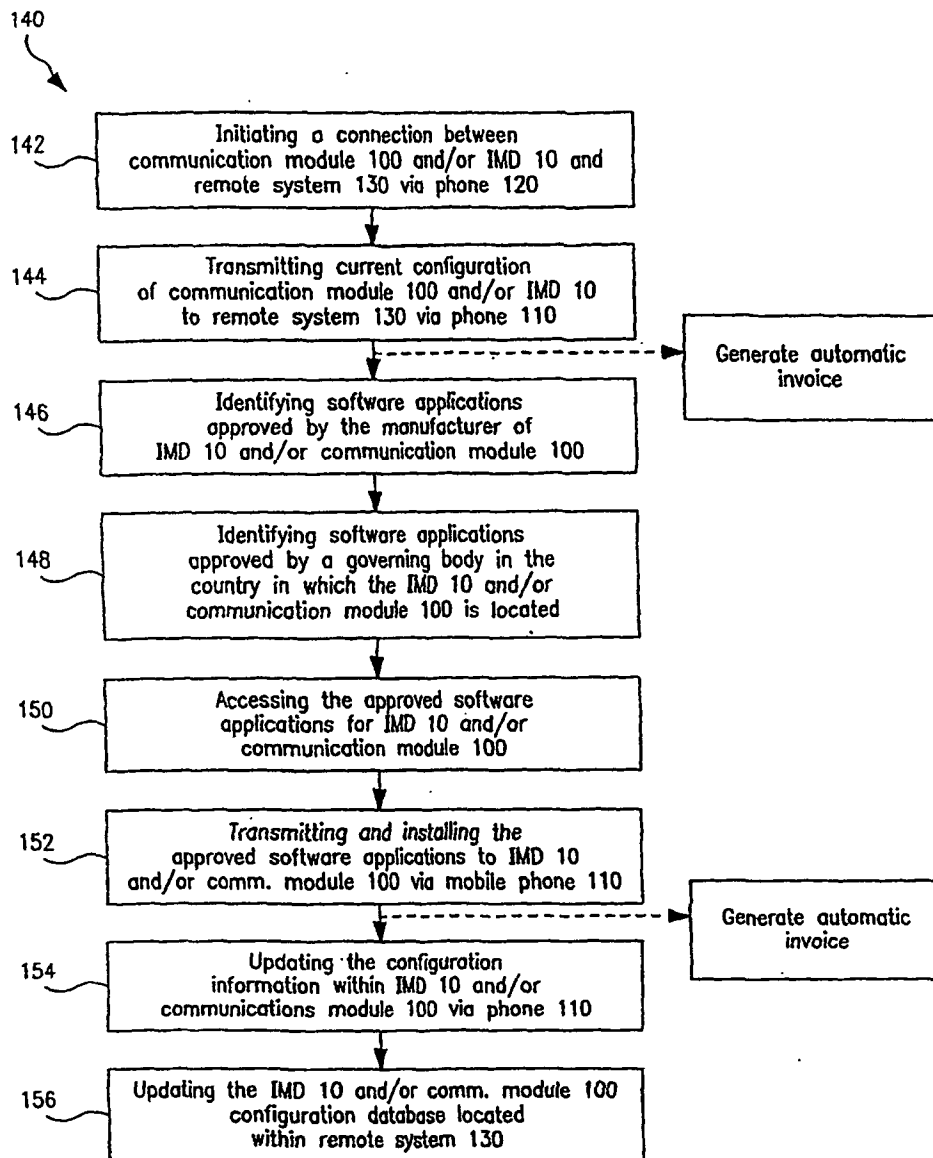 140
142
Initiating a connection between
communication module 100 and/or IMD 10 and
remote system 130 via phone 120
144
Transmitting current configuration
of communication module 100 and/or IMD 10
to remote system 130 via phone 110
Generate automatic
invoice
146
Identifying software applications
approved by the manufacturer of
IMD 10 and/or communication module 100
148
Identifying software applications
approved by a governing body in the
country in which the IMD 10 and/or
communication module 100 is located
150
Accessing the approved software
applications for IMD 10 and/or
communication module 100
152
Transmitting and installing the
approved software applications to IMD 10
and/or comm. module 100 via mobile phone 110
Generate automatic
invoice
154
Updating the configuration
information within IMD 10 and/or
communications module 100 via phone 110
156
Updating the IMD 10 and/or comm. module 100
configuration database located
within remote system 130